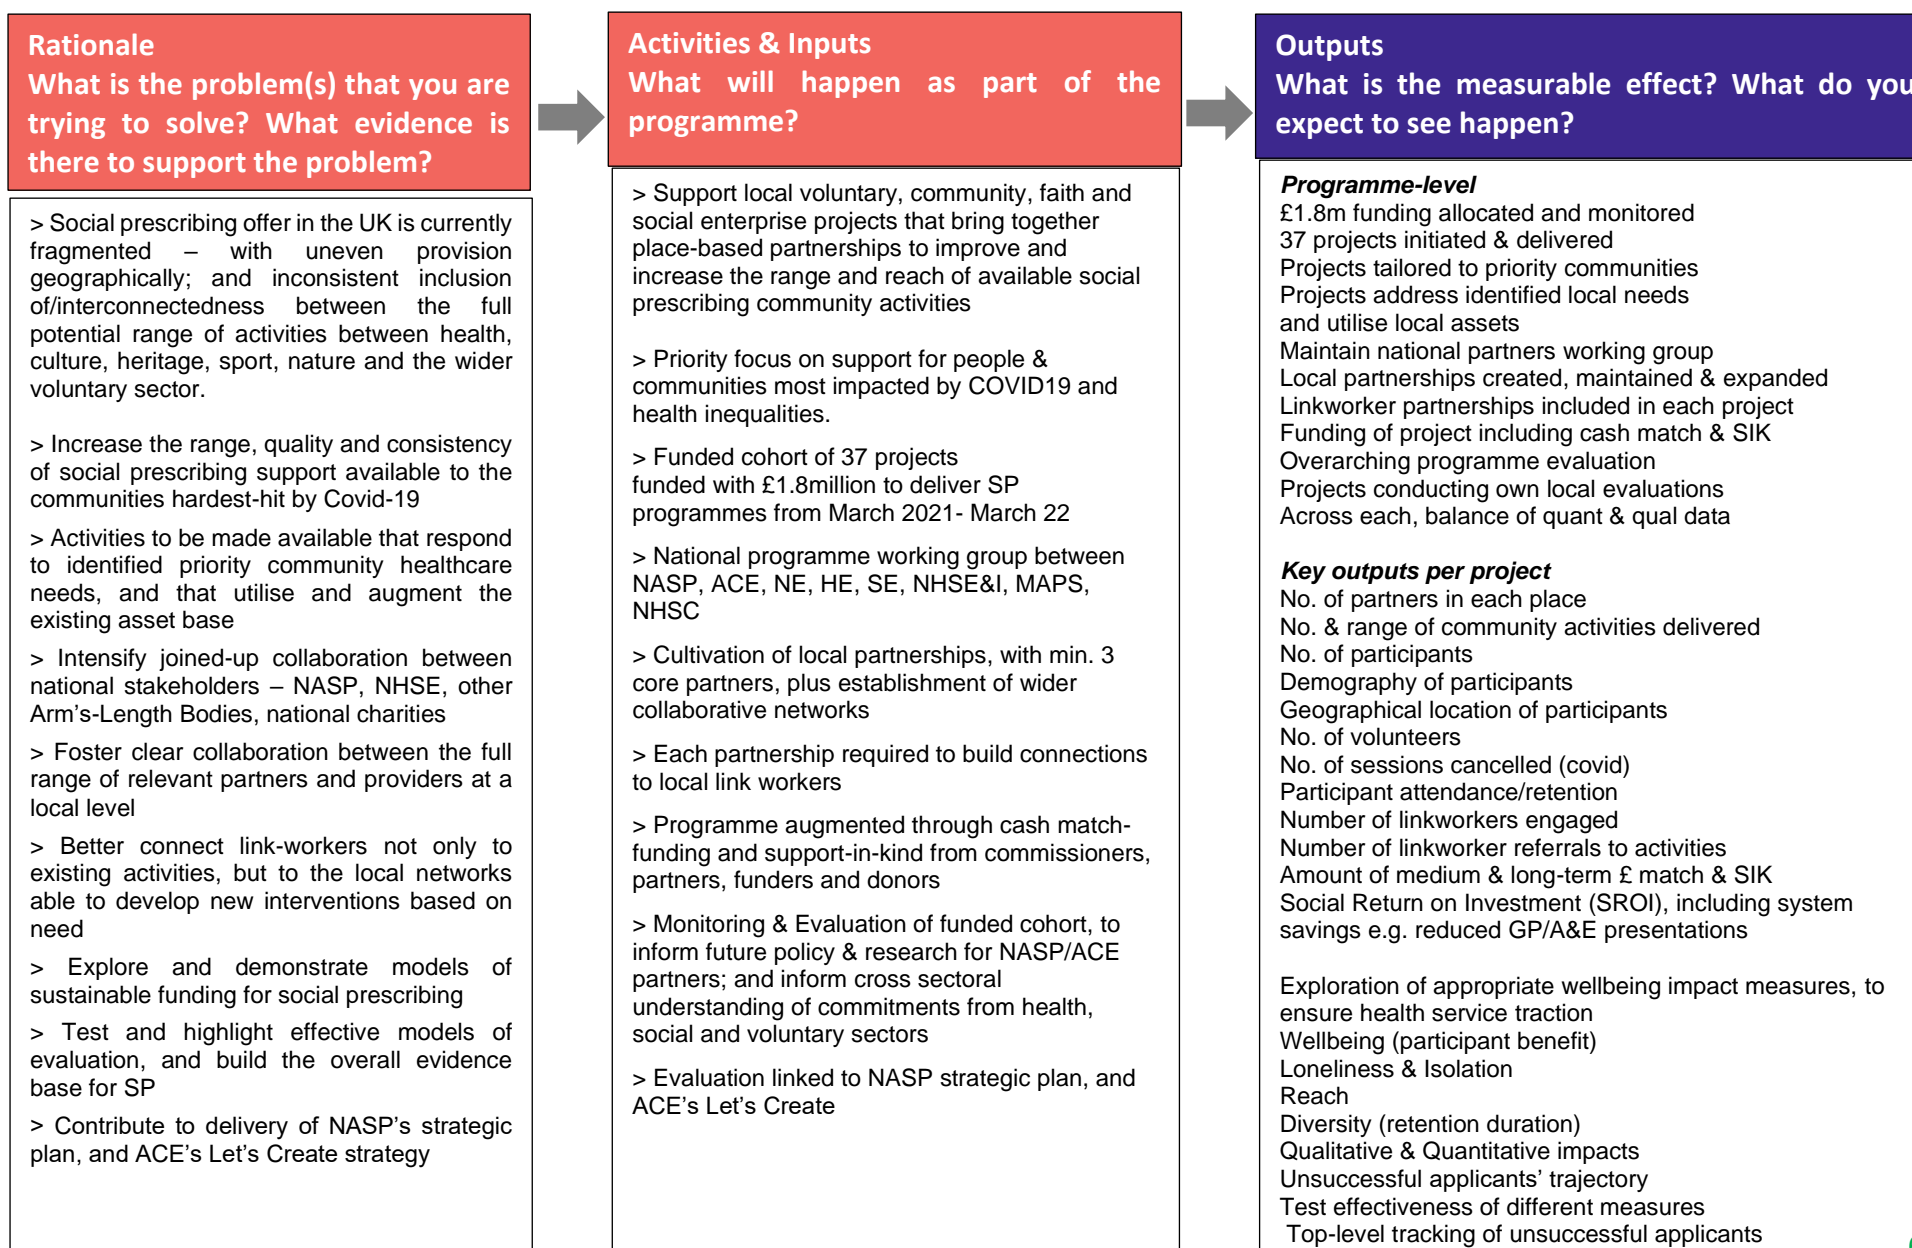 Rationale
What is the problem(s) that you are
trying to solve? What evidence is
there to support the problem?
> Social prescribing offer in the UK is currently
fragmented – with uneven provision
geographically; and inconsistent inclusion
of/interconnectedness between the full
potential range of activities between health,
culture, heritage, sport, nature and the wider
voluntary sector.
> Increase the range, quality and consistency
of social prescribing support available to the
communities hardest-hit by Covid-19
> Activities to be made available that respond
to identified priority community healthcare
needs, and that utilise and augment the
existing asset base
> Intensify joined-up collaboration between
national stakeholders – NASP, NHSE, other
Arm's-Length Bodies, national charities
> Foster clear collaboration between the full
range of relevant partners and providers at a
local level
> Better connect link-workers not only to
existing activities, but to the local networks
able to develop new interventions based on
need
> Explore and demonstrate models of
sustainable funding for social prescribing
> Test and highlight effective models of
evaluation, and build the overall evidence
base for SP
> Contribute to delivery of NASP's strategic
plan, and ACE's Let's Create strategy
Activities & Inputs
What will happen as part of the
programme?
> Support local voluntary, community, faith and
social enterprise projects that bring together
place-based partnerships to improve and
increase the range and reach of available social
prescribing community activities
> Priority focus on support for people &
communities most impacted by COVID19 and
health inequalities.
> Funded cohort of 37 projects
funded with £1.8million to deliver SP
programmes from March 2021- March 22
> National programme working group between
NASP, ACE, NE, HE, SE, NHSE&I, MAPS,
NHSC
> Cultivation of local partnerships, with min. 3
core partners, plus establishment of wider
collaborative networks
> Each partnership required to build connections
to local link workers
> Programme augmented through cash match-
funding and support-in-kind from commissioners,
partners, funders and donors
> Monitoring & Evaluation of funded cohort, to
inform future policy & research for NASP/ACE
partners; and inform cross sectoral
understanding of commitments from health,
social and voluntary sectors
> Evaluation linked to NASP strategic plan, and
ACE's Let's Create
Outputs
What is the measurable effect? What do you
expect to see happen?
Programme-level
£1.8m funding allocated and monitored
37 projects initiated & delivered
Projects tailored to priority communities
Projects address identified local needs
and utilise local assets
Maintain national partners working group
Local partnerships created, maintained & expanded
Linkworker partnerships included in each project
Funding of project including cash match & SIK
Overarching programme evaluation
Projects conducting own local evaluations
Across each, balance of quant & qual data
Key outputs per project
No. of partners in each place
No. & range of community activities delivered
No. of participants
Demography of participants
Geographical location of participants
No. of volunteers
No. of sessions cancelled (covid)
Participant attendance/retention
Number of linkworkers engaged
Number of linkworker referrals to activities
Amount of medium & long-term £ match & SIK
Social Return on Investment (SROI), including system
savings e.g. reduced GP/A&E presentations
Exploration of appropriate wellbeing impact measures, to
ensure health service traction
Wellbeing (participant benefit)
Loneliness & Isolation
Reach
Diversity (retention duration)
Qualitative & Quantitative impacts
Unsuccessful applicants' trajectory
Test effectiveness of different measures
Top-level tracking of unsuccessful applicants